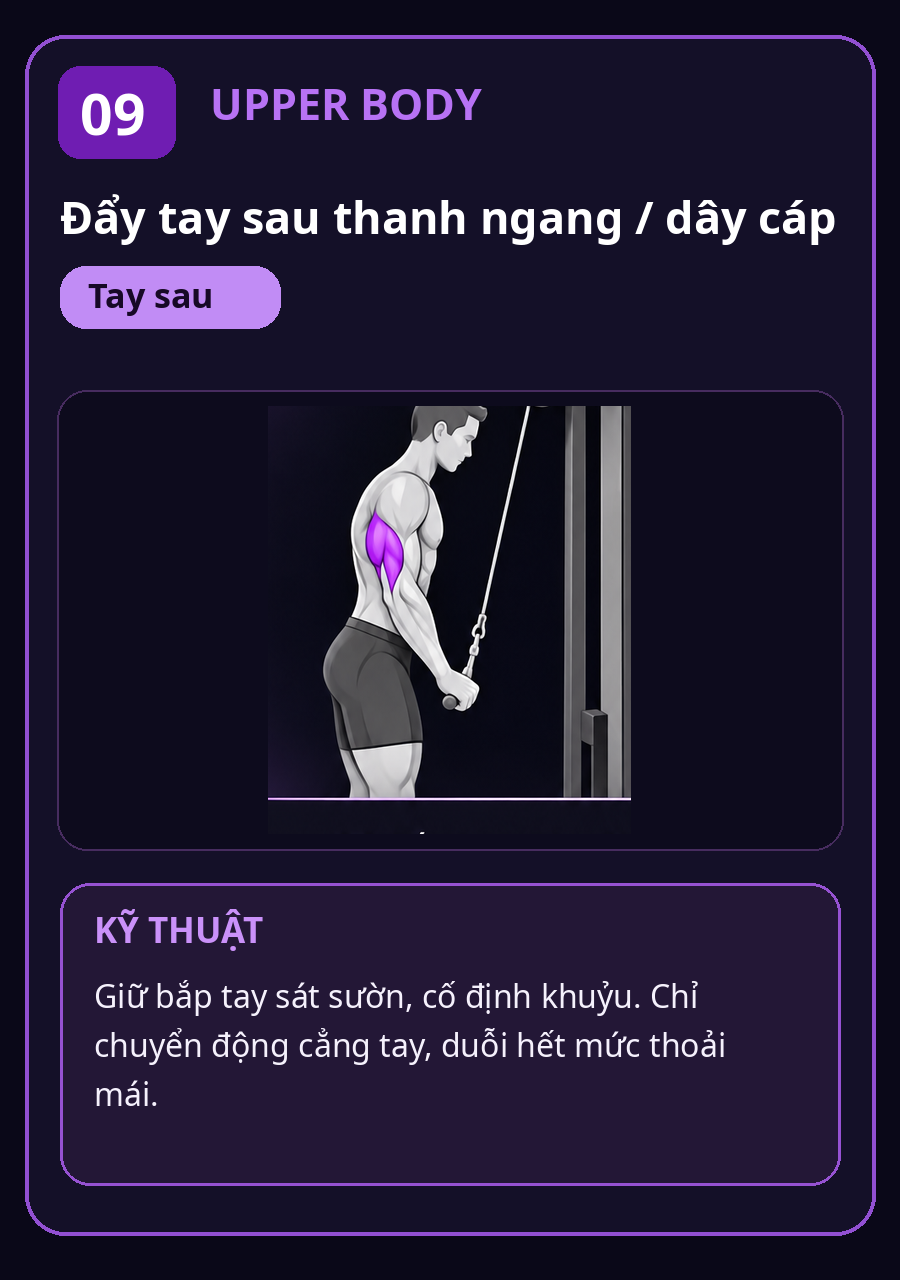 09
UPPER BODY
Đẩy tay sau thanh ngang / dây cáp
Tay sau
KỸ THUẬT
Giữ bắp tay sát sườn, cố định khuỷu. Chỉ
chuyển động cẳng tay, duỗi hết mức thoải
mái.